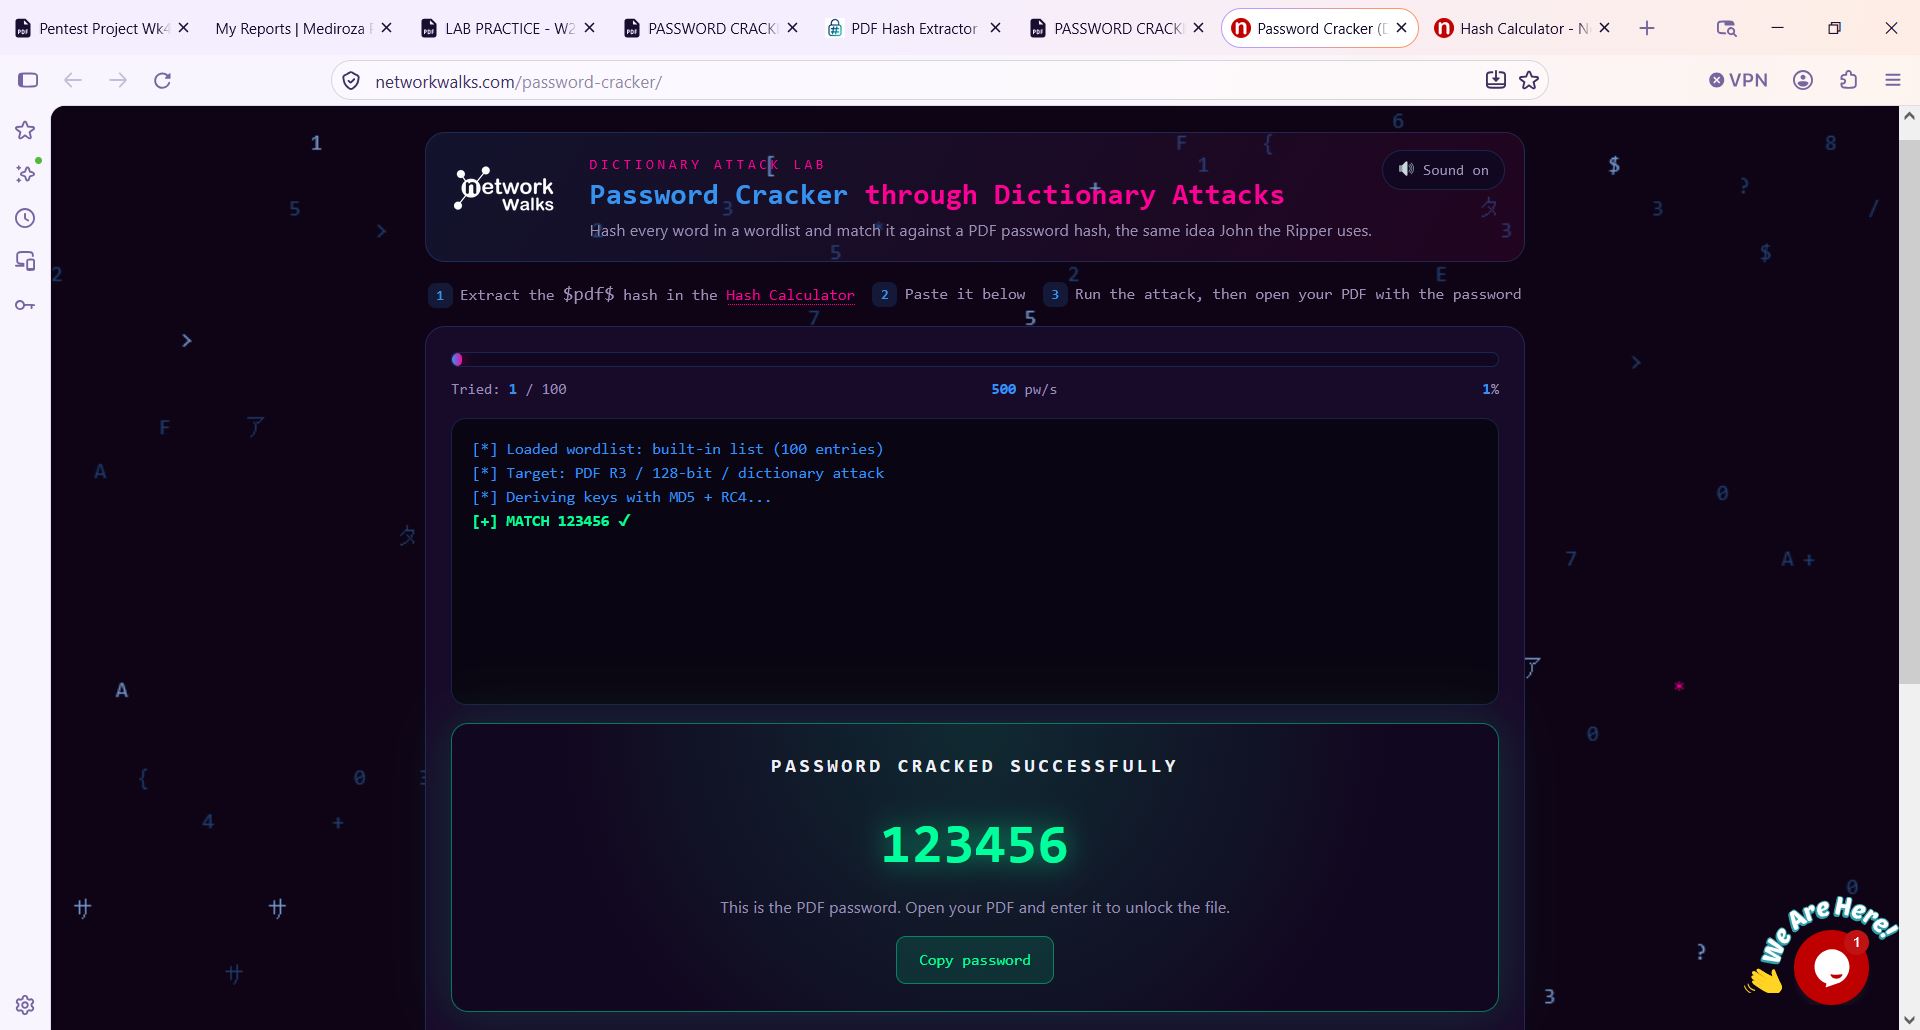 Pentest Project Wk4
My Reports | Mediroza
LAB PRACTICE - W2
PASSWORD CRACK
PDF Hash Extractor
PASSWORD CRACK
Password Cracker (D
Hash Calculator - N
networkwalks.com/password-cracker/
VPN
network
walks
DICTIONARY ATTACK LAB
Password Cracker through Dictionary Attacks
Hash every word in a wordlist and match it against a PDF password hash, the same idea John the Ripper uses.
Sound on
1 Extract the $pdf$ hash in the Hash Calculator 2 Paste it below 3 Run the attack, then open your PDF with the password
Tried: 1 / 100 500 pw/s 1%
[*] Loaded wordlist: built-in list (100 entries)
[*] Target: PDF R3 / 128-bit / dictionary attack
[*] Deriving keys with MD5 + RC4...
[+] MATCH 123456 ✓
PASSWORD CRACKED SUCCESSFULLY
123456
This is the PDF password. Open your PDF and enter it to unlock the file.
Copy password
We Are Here!
1